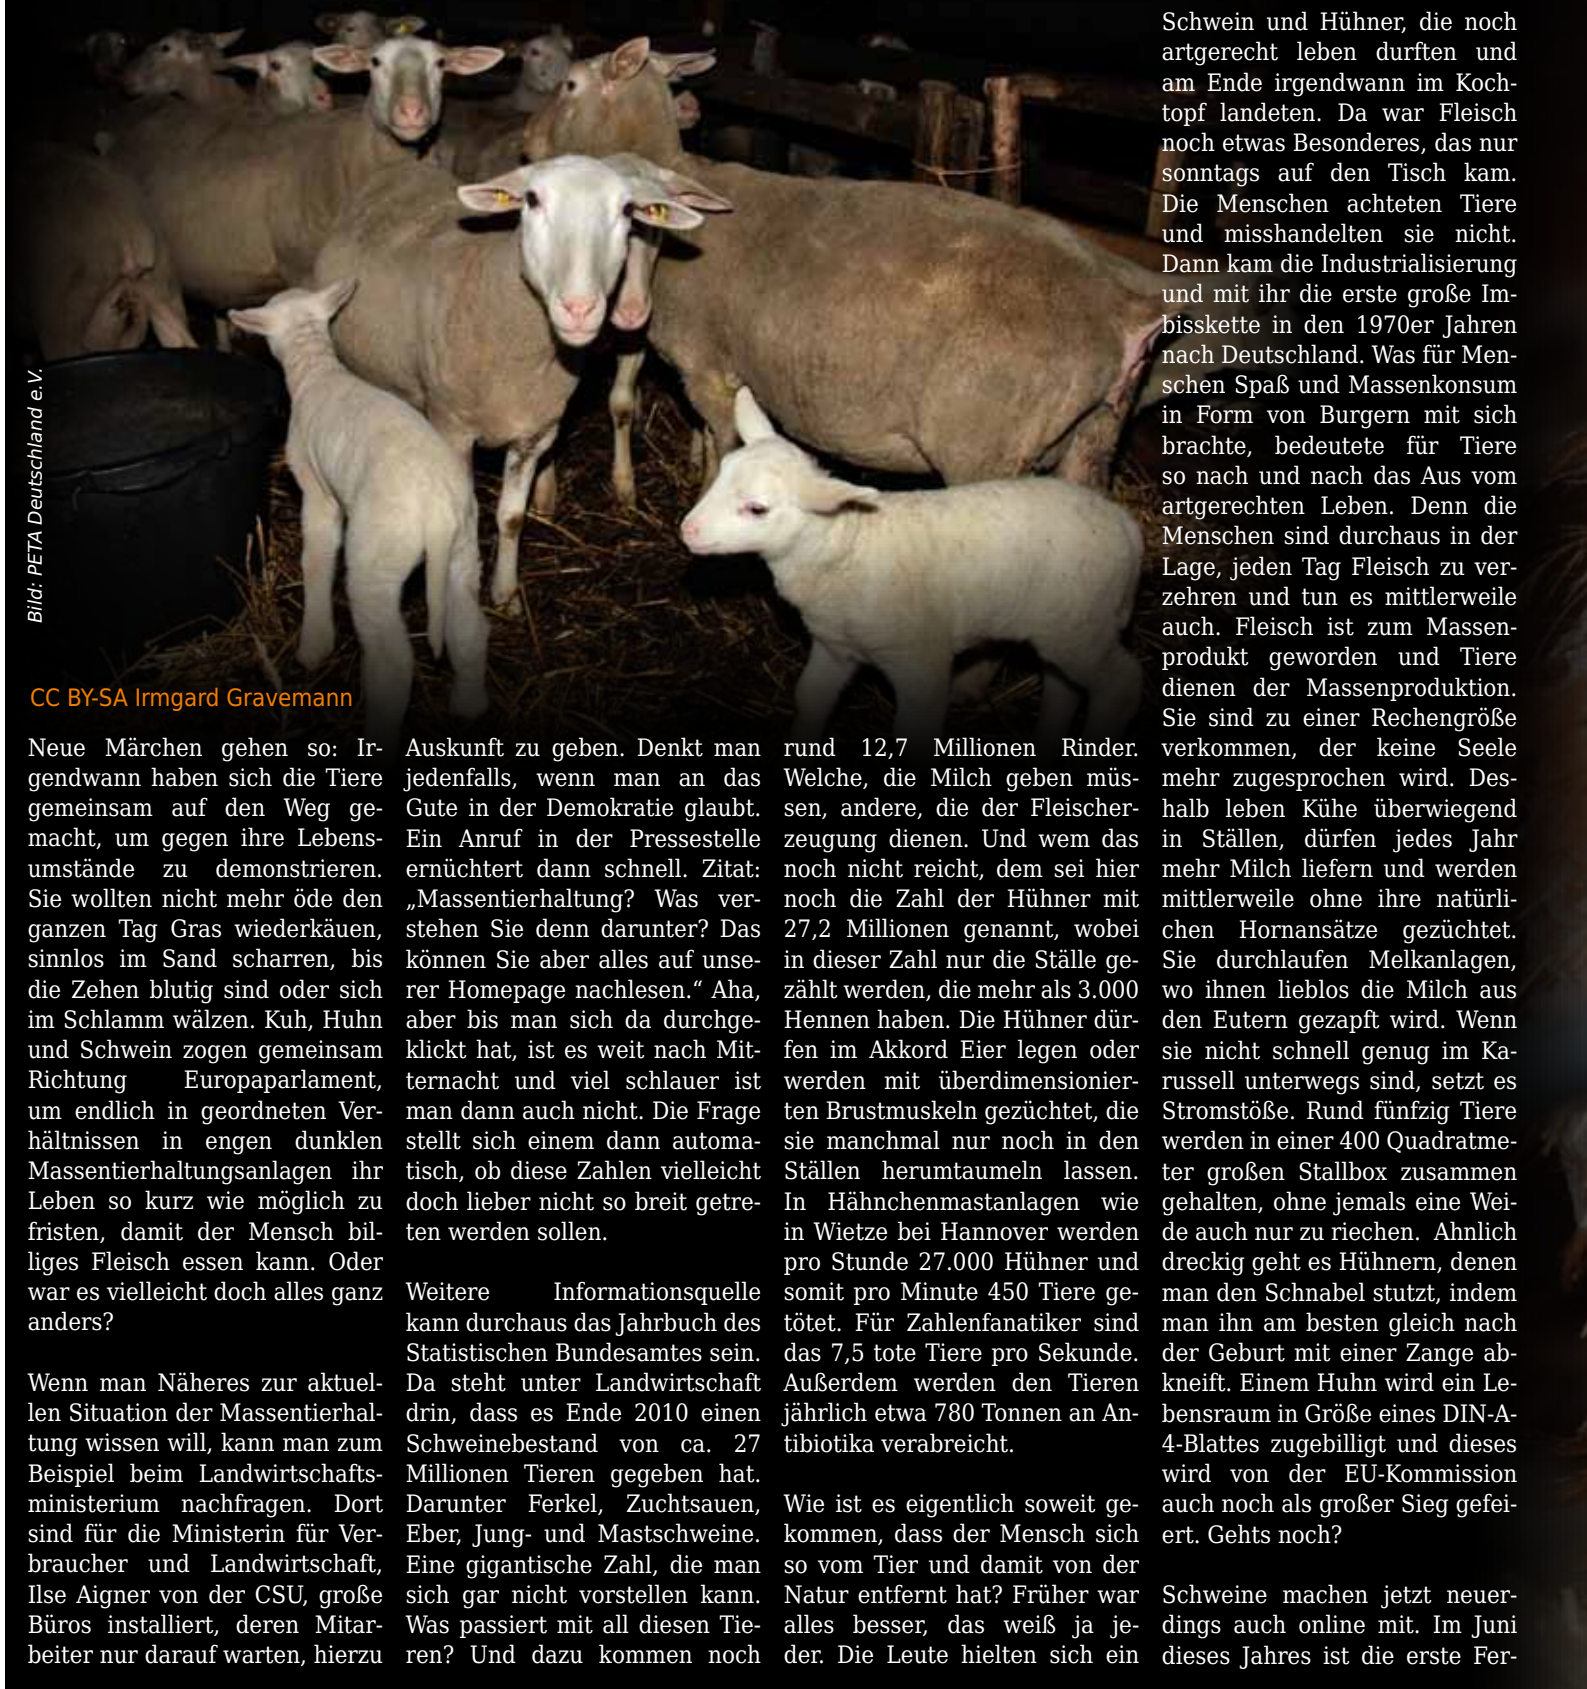 Bild: PETA Deutschland e.V.
CC BY-SA Irmgard Gravemann
Neue Märchen gehen so: Ir-
gendwann haben sich die Tiere
gemeinsam auf den Weg ge-
macht, um gegen ihre Lebens-
umstände zu demonstrieren.
Sie wollten nicht mehr öde den
ganzen Tag Gras wiederkäuen,
sinnlos im Sand scharren, bis
die Zehen blutig sind oder sich
im Schlamm wälzen. Kuh, Huhn
und Schwein zogen gemeinsam
Richtung Europaparlament,
um endlich in geordneten Ver-
hältnissen in engen dunklen
Massentierhaltungsanlagen ihr
Leben so kurz wie möglich zu
fristen, damit der Mensch bil-
liges Fleisch essen kann. Oder
war es vielleicht doch alles ganz
anders?
Wenn man Näheres zur aktuel-
len Situation der Massentierhal-
tung wissen will, kann man zum
Beispiel beim Landwirtschafts-
ministerium nachfragen. Dort
sind für die Ministerin für Ver-
braucher und Landwirtschaft,
Ilse Aigner von der CSU, große
Büros installiert, deren Mitar-
beiter nur darauf warten, hierzu
Auskunft zu geben. Denkt man
jedenfalls, wenn man an das
Gute in der Demokratie glaubt.
Ein Anruf in der Pressestelle
ernüchtert dann schnell. Zitat:
„Massentierhaltung? Was ver-
stehen Sie denn darunter? Das
können Sie aber alles auf unse-
rer Homepage nachlesen.“ Aha,
aber bis man sich da durchge-
klickt hat, ist es weit nach Mit-
ternacht und viel schlauer ist
man dann auch nicht. Die Frage
stellt sich einem dann automa-
tisch, ob diese Zahlen vielleicht
doch lieber nicht so breit getre-
ten werden sollen.
Weitere Informationsquelle
kann durchaus das Jahrbuch des
Statistischen Bundesamtes sein.
Da steht unter Landwirtschaft
drin, dass es Ende 2010 einen
Schweinebestand von ca. 27
Millionen Tieren gegeben hat.
Darunter Ferkel, Zuchtsauen,
Eber, Jung- und Mastschweine.
Eine gigantische Zahl, die man
sich gar nicht vorstellen kann.
Was passiert mit all diesen Tie-
ren? Und dazu kommen noch
rund 12,7 Millionen Rinder.
Welche, die Milch geben müs-
sen, andere, die der Fleischer-
zeugung dienen. Und wem das
noch nicht reicht, dem sei hier
noch die Zahl der Hühner mit
27,2 Millionen genannt, wobei
in dieser Zahl nur die Ställe ge-
zählt werden, die mehr als 3.000
Hennen haben. Die Hühner dür-
fen im Akkord Eier legen oder
werden mit überdimensionier-
ten Brustmuskeln gezüchtet, die
sie manchmal nur noch in den
Ställen herumtaumeln lassen.
In Hähnchenmastanlagen wie
in Wietze bei Hannover werden
pro Stunde 27.000 Hühner und
somit pro Minute 450 Tiere ge-
tötet. Für Zahlenfanatiker sind
das 7,5 tote Tiere pro Sekunde.
Außerdem werden den Tieren
jährlich etwa 780 Tonnen an An-
tibiotika verabreicht.
Wie ist es eigentlich soweit ge-
kommen, dass der Mensch sich
so vom Tier und damit von der
Natur entfernt hat? Früher war
alles besser, das weiß ja je-
der. Die Leute hielten sich ein
Schwein und Hühner, die noch
artgerecht leben durften und
am Ende irgendwann im Koch-
topf landeten. Da war Fleisch
noch etwas Besonderes, das nur
sonntags auf den Tisch kam.
Die Menschen achteten Tiere
und misshandelten sie nicht.
Dann kam die Industrialisierung
und mit ihr die erste große Im-
bisskette in den 1970er Jahren
nach Deutschland. Was für Men-
schen Spaß und Massenkonsum
in Form von Burgern mit sich
brachte, bedeutete für Tiere
so nach und nach das Aus vom
artgerechten Leben. Denn die
Menschen sind durchaus in der
Lage, jeden Tag Fleisch zu ver-
zehren und tun es mittlerweile
auch. Fleisch ist zum Massen-
produkt geworden und Tiere
dienen der Massenproduktion.
Sie sind zu einer Rechengröße
verkommen, der keine Seele
mehr zugesprochen wird. Des-
halb leben Kühe überwiegend
in Ställen, dürfen jedes Jahr
mehr Milch liefern und werden
mittlerweile ohne ihre natürli-
chen Hornansätze gezüchtet.
Sie durchlaufen Melkanlagen,
wo ihnen lieblos die Milch aus
den Eutern gezapft wird. Wenn
sie nicht schnell genug im Ka-
russell unterwegs sind, setzt es
Stromstöße. Rund fünfzig Tiere
werden in einer 400 Quadratme-
ter großen Stallbox zusammen
gehalten, ohne jemals eine Wei-
de auch nur zu riechen. Ahnlich
dreckig geht es Hühnern, denen
man den Schnabel stutzt, indem
man ihn am besten gleich nach
der Geburt mit einer Zange ab-
kneift. Einem Huhn wird ein Le-
bensraum in Größe eines DIN-A-
4-Blattes zugebilligt und dieses
wird von der EU-Kommission
auch noch als großer Sieg gefei-
ert. Gehts noch?
Schweine machen jetzt neuer-
dings auch online mit. Im Juni
dieses Jahres ist die erste Fer-